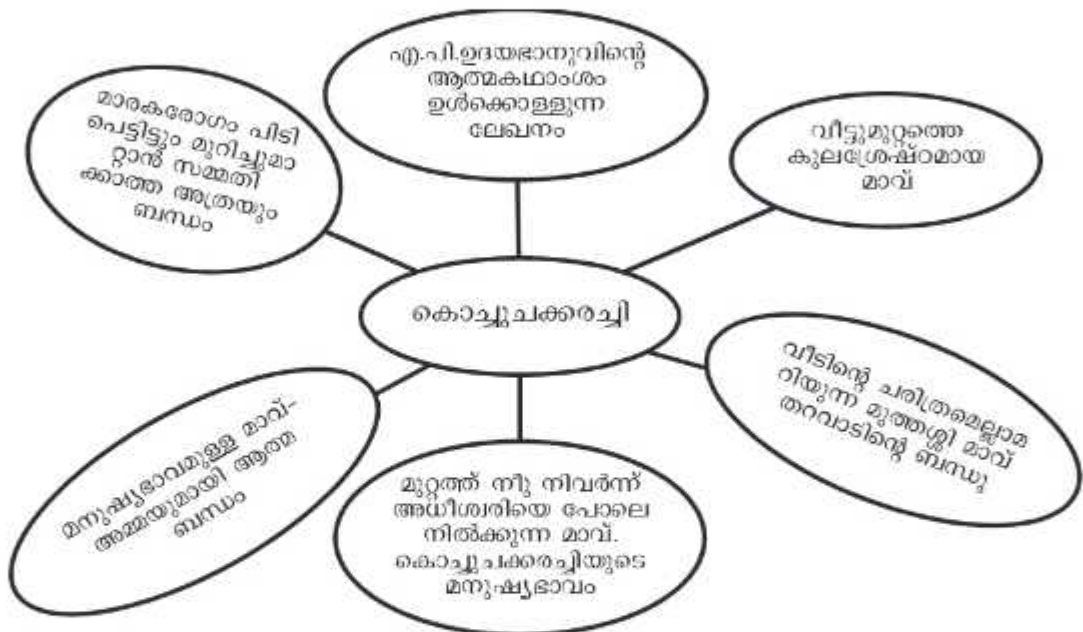 എ.പി.ഉദയഭാനുവിന്റെ
ആത്മകഥാംശം
ഉൾക്കൊള്ളുന്ന
ലേഖനം
മാരകരോഗം പിടി
പെട്ടിട്ടും മുറിച്ചുമാ
റ്റാൻ സമ്മതി
ക്കാത്ത അത്രയും
ബന്ധം
വീട്ടുമുറ്റത്തെ
കുലശ്രേഷ്ഠമായ
മാവ്
കൊച്ചുചക്കരച്ചി
വീടിന്റെ ചരിത്രമെല്ലാമ
റിയുന്ന മുത്തശ്ശി മാവ്
തറവാടിന്റെ ബന്ധു
മനുഷ്യഭാവമുള്ള മാവ്-
അമ്മയുമായി ആത്മ
ബന്ധം
മുറ്റത്ത് നീു നിവർന്ന്
അധീശ്വരിയെ പോലെ
നിൽക്കുന്ന മാവ്.
കൊച്ചുചക്കരച്ചിയുടെ
മനുഷ്യഭാവം